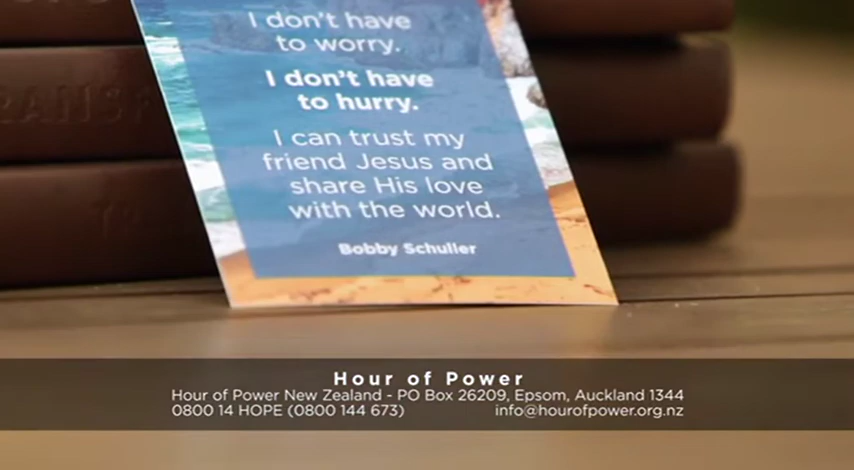 I don't have
to worry.
I don't have
to hurry.
I can trust my
friend Jesus and
share His love
with the world.
Bobby Schuller
Hour of Power
Hour of Power New Zealand - PO Box 26209, Epsom, Auckland 1344
0800 14 HOPE (0800 144 673) info@hourofpower.org.nz